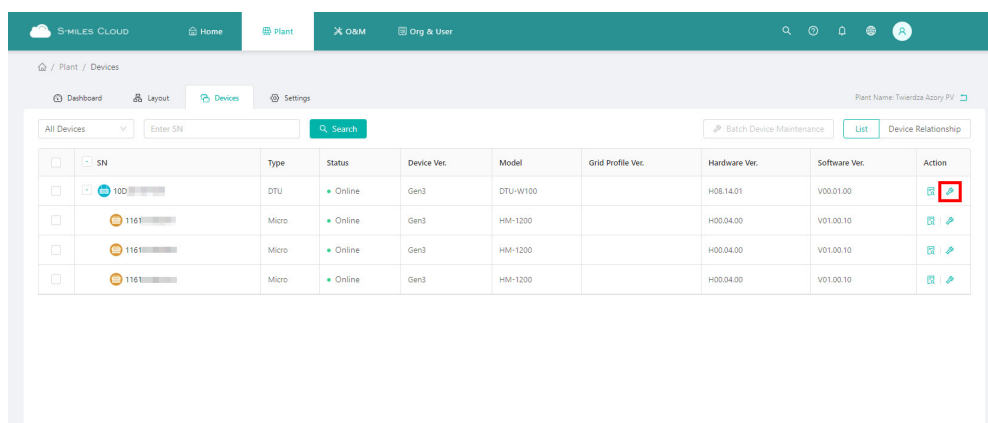 S-MILES CLOUD Home Plant O&M Org & User
/ Plant / Devices
Dashboard Layout Devices Settings Plant Name: Twierdza Azory PV
All Devices Enter SN Search Batch Device Maintenance List Device Relationship
SN Type Status Device Ver. Model Grid Profile Ver. Hardware Ver. Software Ver. Action
10D DTU Online Gen3 DTU-W100 H08.14.01 V00.01.00
1161 Micro Online Gen3 HM-1200 H00.04.00 V01.00.10
1161 Micro Online Gen3 HM-1200 H00.04.00 V01.00.10
1161 Micro Online Gen3 HM-1200 H00.04.00 V01.00.10